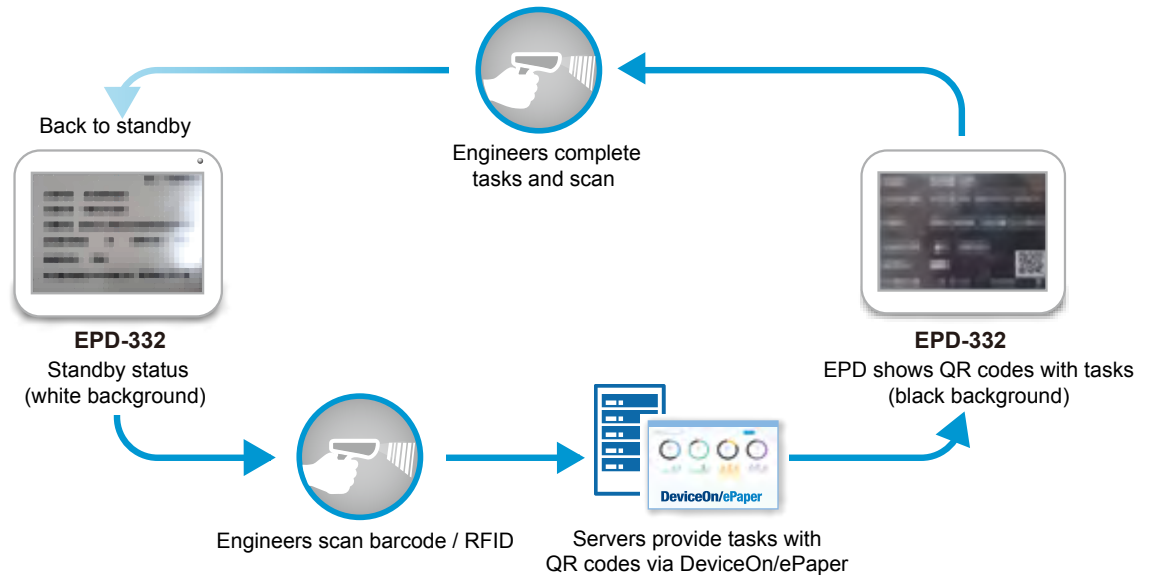 Back to standby
Engineers complete
tasks and scan
EPD-332
Standby status
(white background)
EPD-332
EPD shows QR codes with tasks
(black background)
DeviceOn/ePaper
Engineers scan barcode / RFID
Servers provide tasks with
QR codes via DeviceOn/ePaper